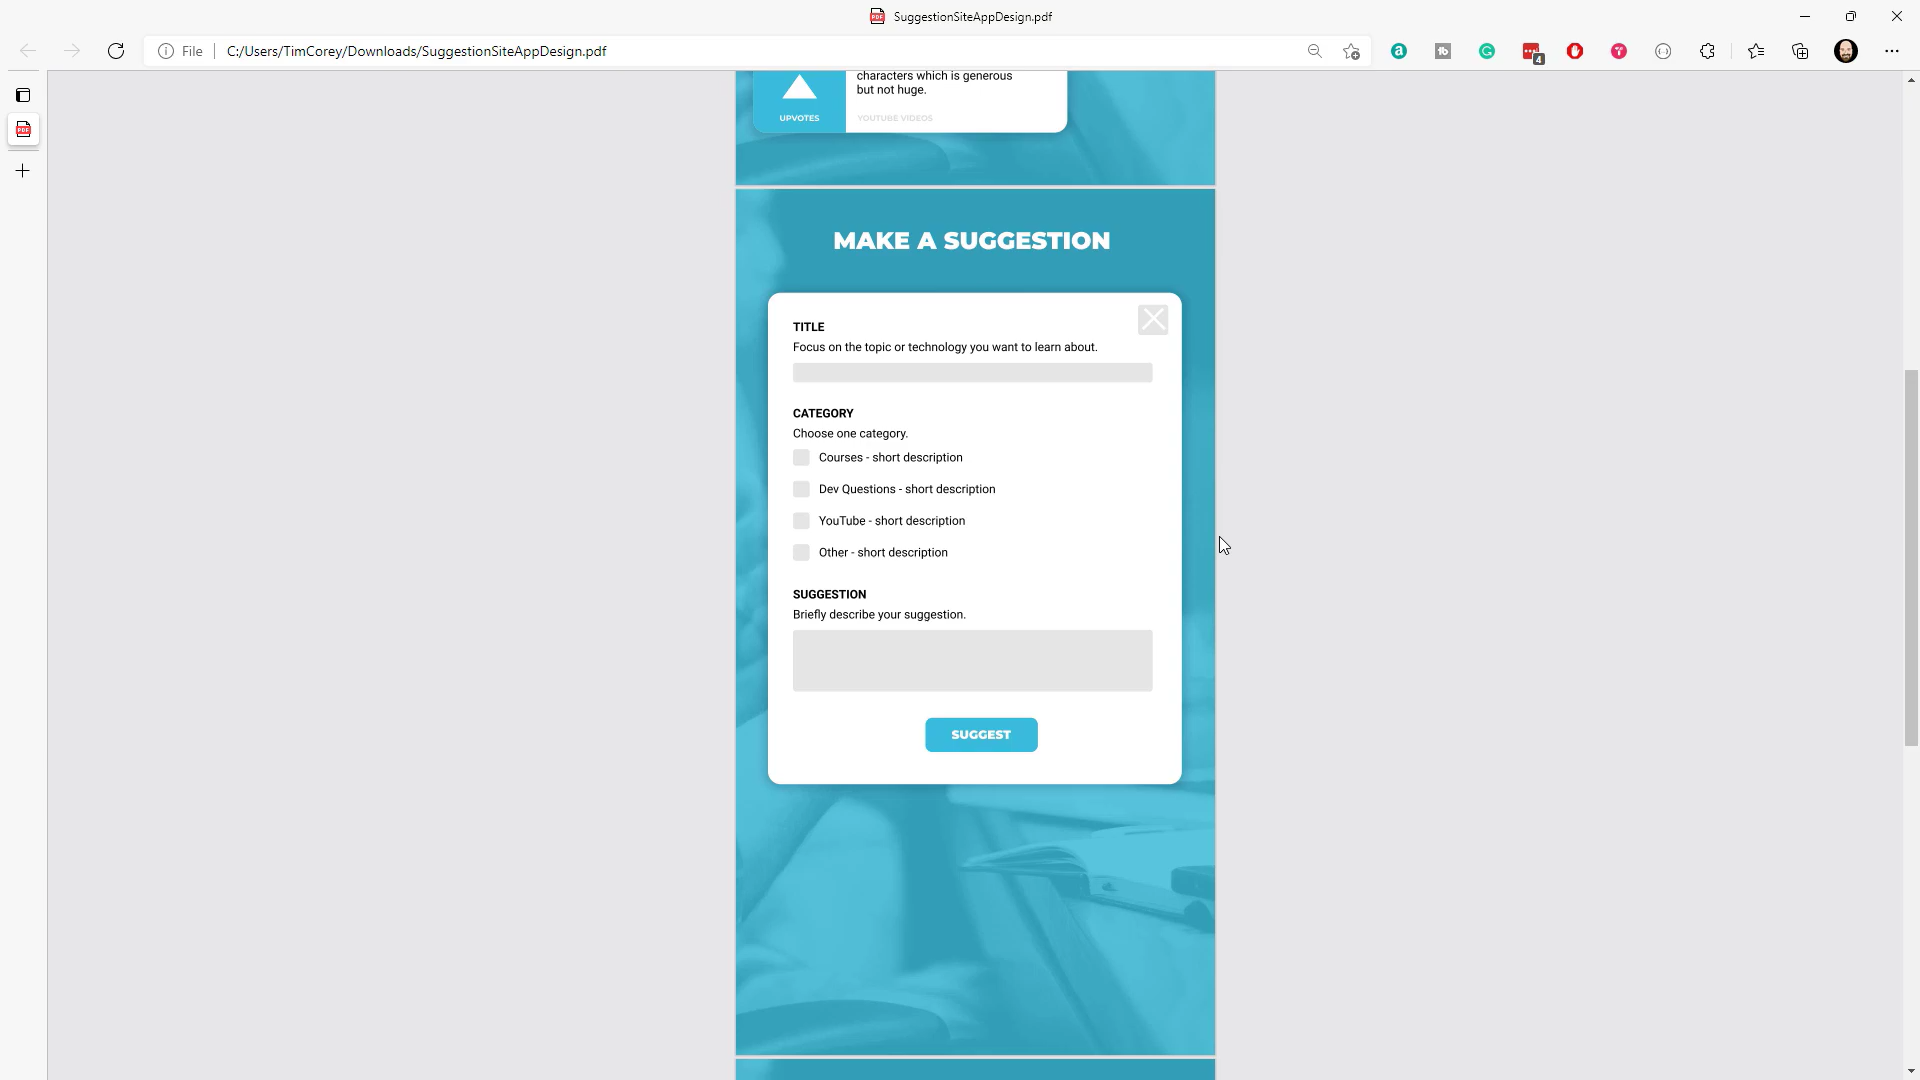 SuggestionSiteAppDesign.pdf
File
C:/Users/TimCorey/Downloads/SuggestionSiteAppDesign.pdf
4
characters which is generous
but not huge.
UPVOTES
YOUTUBE VIDEOS
MAKE A SUGGESTION
TITLE
Focus on the topic or technology you want to learn about.
CATEGORY
Choose one category.
Courses - short description
Dev Questions - short description
YouTube - short description
Other - short description
SUGGESTION
Briefly describe your suggestion.
SUGGEST